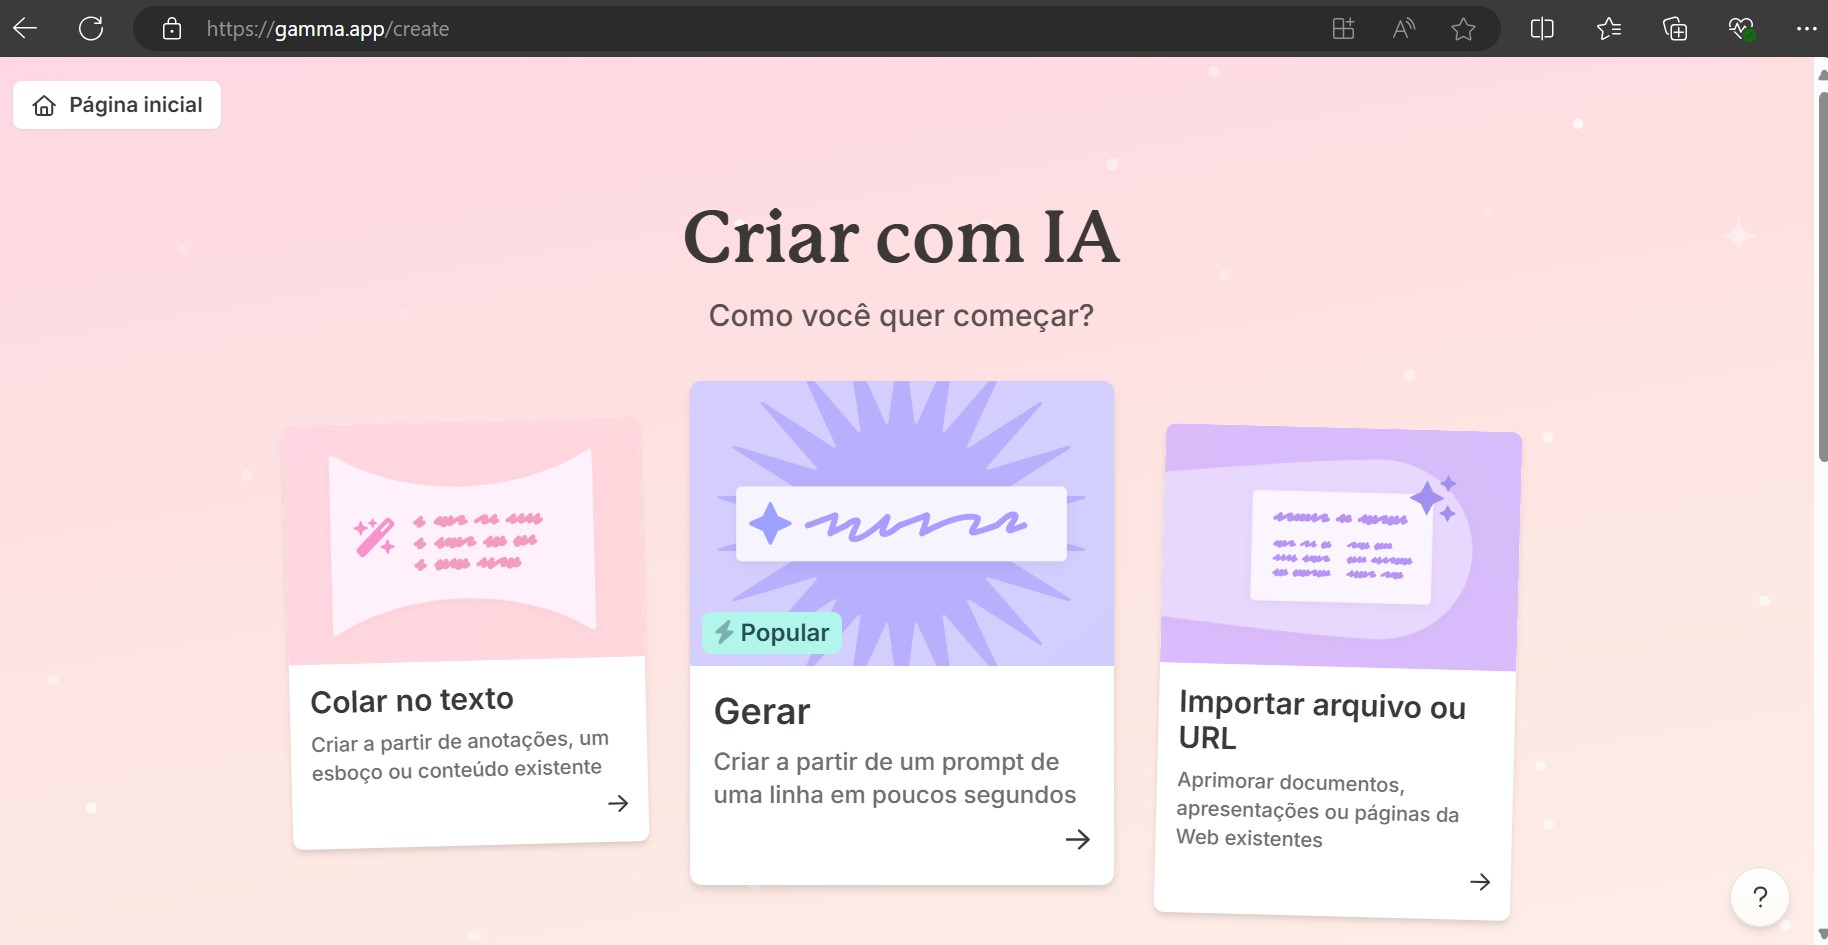 https://gamma.app/create
Página inicial
Criar com IA
Como você quer começar?
Colar no texto
Criar a partir de anotações, um
esboço ou conteúdo existente
Popular
Gerar
Criar a partir de um prompt de
uma linha em poucos segundos
Importar arquivo ou
URL
Aprimorar documentos,
apresentações ou páginas da
Web existentes
?